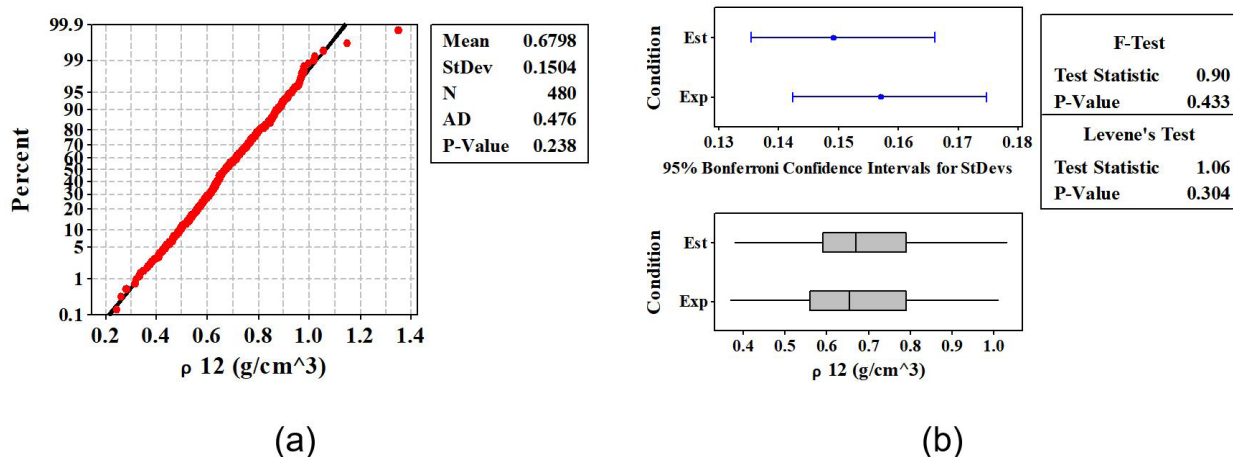 99.9
99
95
90
80
70
60
50
40
30
20
10
5
1
0.1
Percent
0.2 0.4 0.6 0.8 1.0 1.2 1.4
ρ 12 (g/cm^3)
Mean 0.6798
StDev 0.1504
N 480
AD 0.476
P-Value 0.238
(a)
Condition
Est
Exp
0.13 0.14 0.15 0.16 0.17 0.18
95% Bonferroni Confidence Intervals for StDevs
F-Test
Test Statistic 0.90
P-Value 0.433
Levene's Test
Test Statistic 1.06
P-Value 0.304
Condition
Est
Exp
0.4 0.5 0.6 0.7 0.8 0.9 1.0
ρ 12 (g/cm^3)
(b)